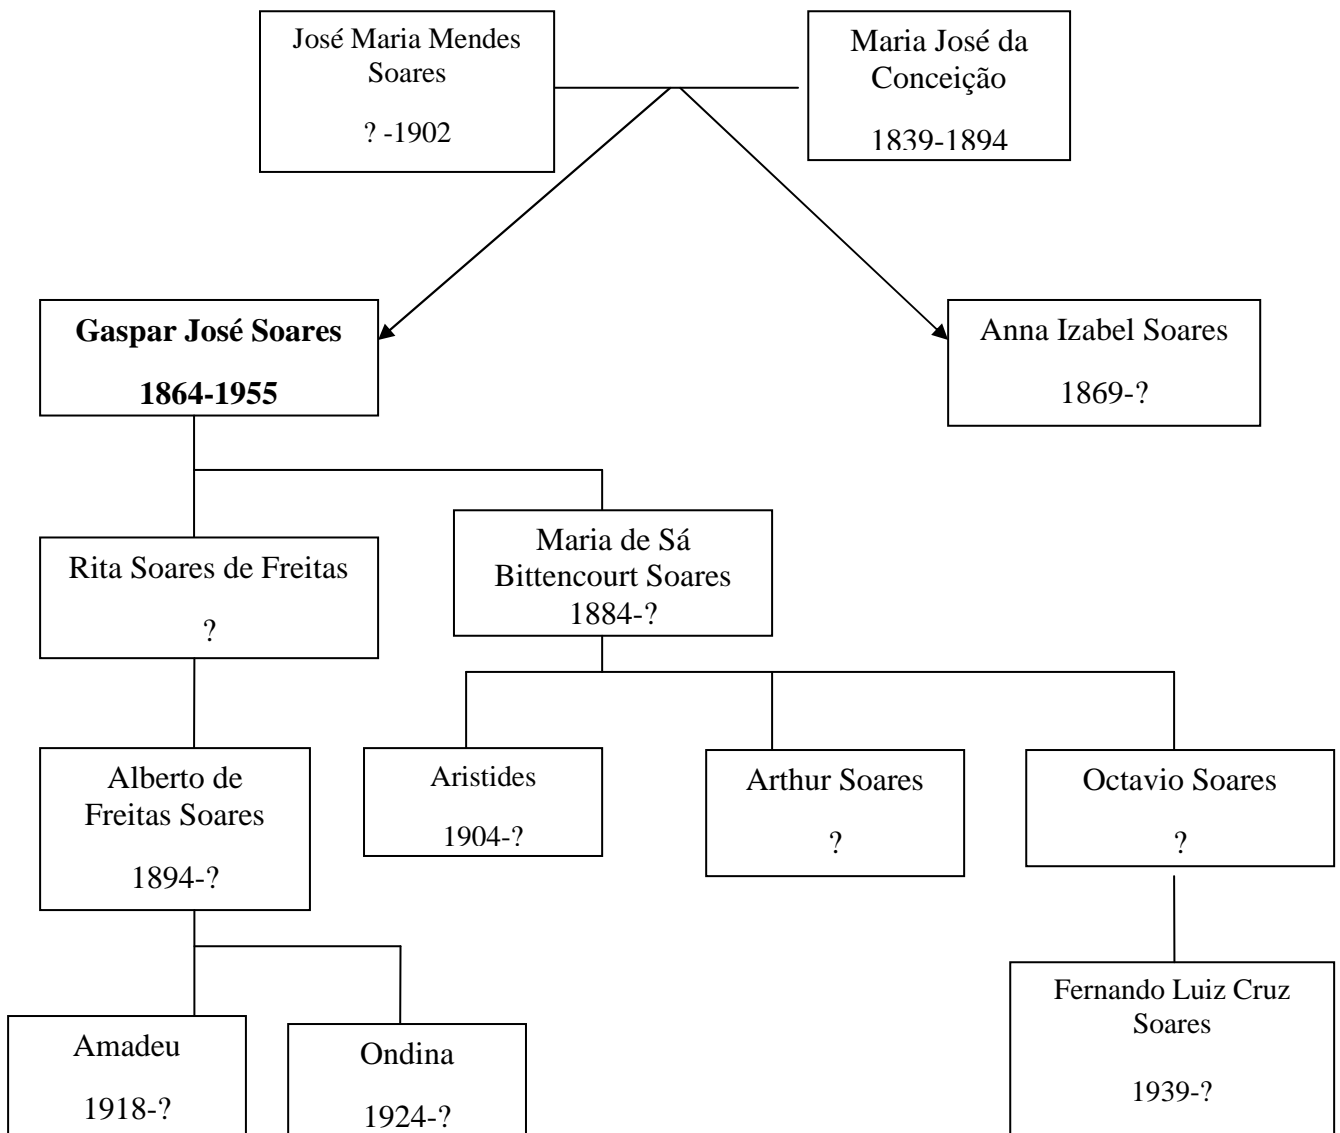 José Maria Mendes
Soares
? -1902
Maria José da
Conceição
1839-1894
Gaspar José Soares
1864-1955
Anna Izabel Soares
1869-?
Rita Soares de Freitas
?
Maria de Sá
Bittencourt Soares
1884-?
Alberto de
Freitas Soares
1894-?
Aristides
1904-?
Arthur Soares
?
Octavio Soares
?
Amadeu
1918-?
Ondina
1924-?
Fernando Luiz Cruz
Soares
1939-?